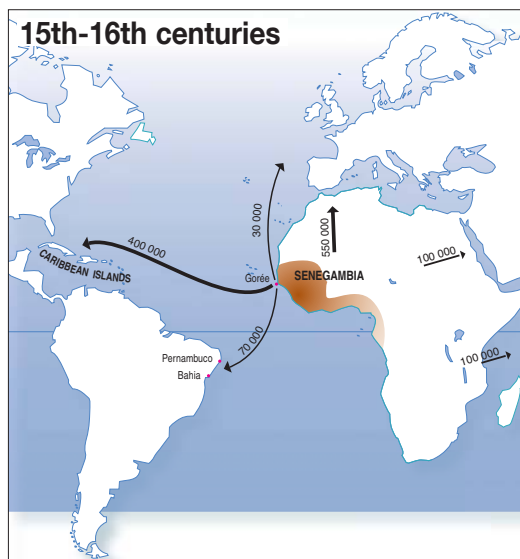 15th-16th centuries
400 000
30 000
550 000
100 000
CARIBBEAN ISLANDS
Gorée
SENEGAMBIA
70 000
Pernambuco
Bahia
100 000